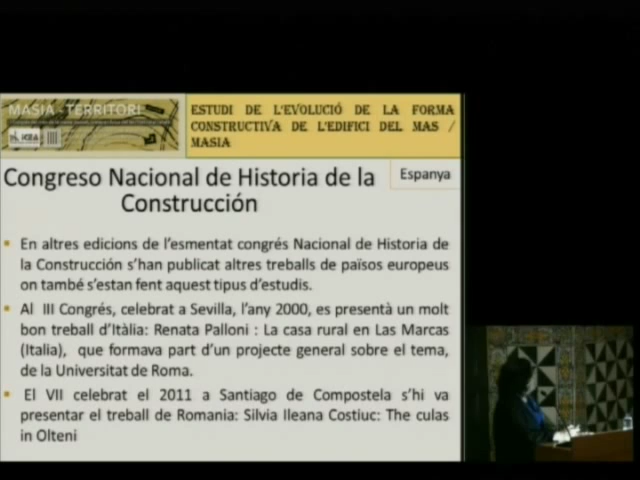 MASIA - TERRITORI
ICEA
ESTUDI DE L'EVOLUCIÓ DE LA FORMA
CONSTRUCTIVA DE L'EDIFICI DEL MAS /
MASIA
Congreso Nacional de Historia de la
Construcción
Espanya
En altres edicions de l'esmentat congrés Nacional de Historia de
la Construcción s'han publicat altres treballs de països europeus
on també s'estan fent aquest tipus d'estudis.
Al III Congrés, celebrat a Sevilla, l'any 2000, es presentà un molt
bon treball d'Itàlia: Renata Palloni : La casa rural en Las Marcas
(Italia), que formava part d'un projecte general sobre el tema,
de la Universitat de Roma.
El VII celebrat el 2011 a Santiago de Compostela s'hi va
presentar el treball de Romania: Silvia Ileana Costiuc: The culas
in Olteni